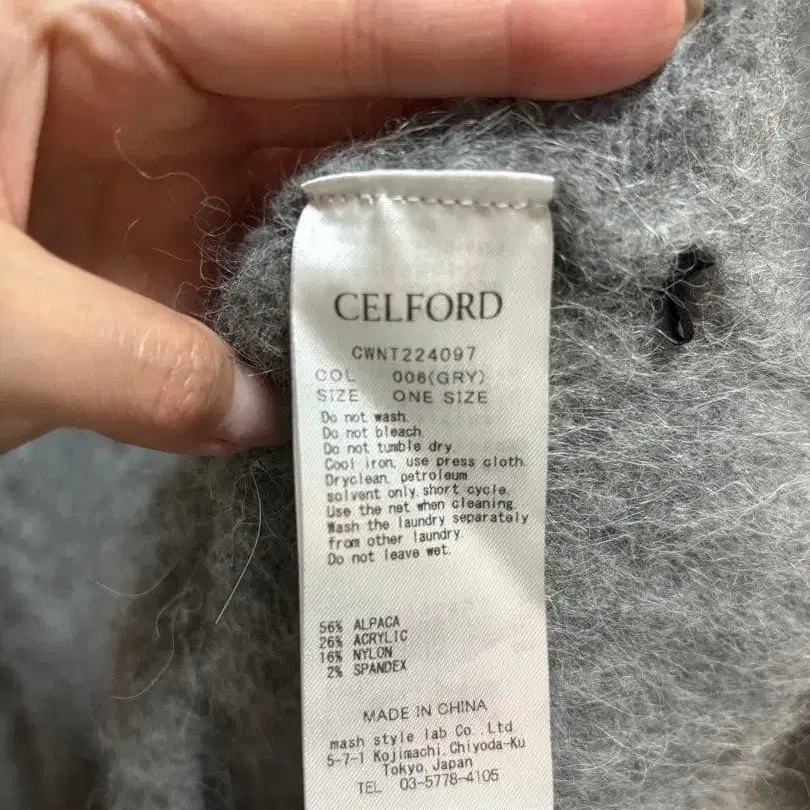 CELFORD
CWNT224097
COL 006(GRY)
SIZE ONE SIZE
Do not wash.
Do not bleach.
Do not tumble dry.
Cool iron, use press cloth.
Dryclean, petroleum
solvent only.short cycle.
Use the net when cleaning.
Wash the laundry separately
from other laundry.
Do not leave wet.
56% ALPACA
26% ACRYLIC
16% NYLON
2% SPANDEX
MADE IN CHINA
mash style lab Co.,Ltd.
5-7-1 Kojimachi,Chiyoda-Ku
Tokyo,Japan
TEL 03-5778-4105